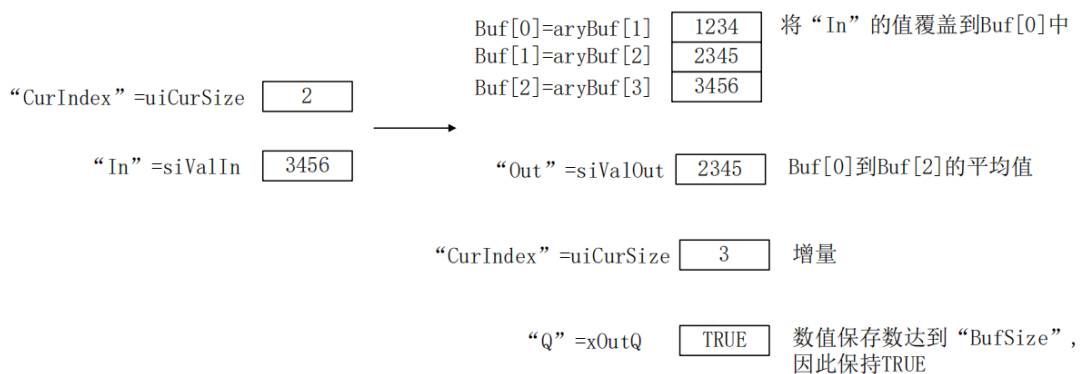 Buf[0]=aryBuf[1] 1234 将“In”的值覆盖到Buf[0]中
Buf[1]=aryBuf[2] 2345
Buf[2]=aryBuf[3] 3456
“CurIndex”=uiCurSize 2
“In”=siValIn 3456
“Out”=siValOut 2345 Buf[0]到Buf[2]的平均值
“CurIndex”=uiCurSize 3 增量
“Q”=xOutQ TRUE 数值保存数达到“BufSize”,
因此保持TRUE